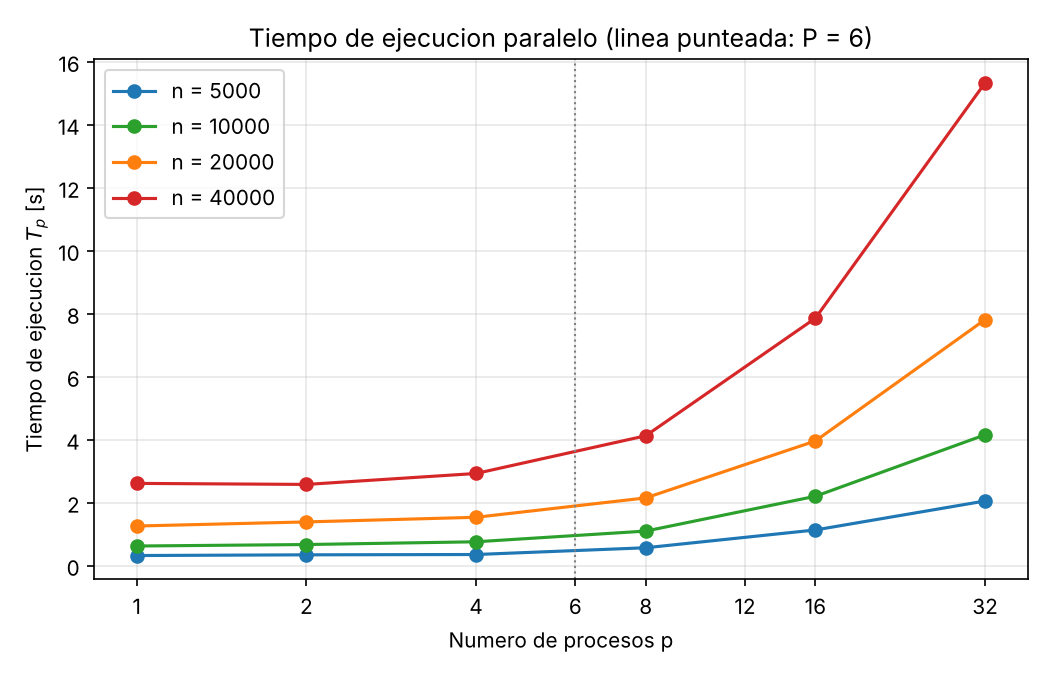 Tiempo de ejecucion paralelo (linea punteada: P = 6)
n = 5000
n = 10000
n = 20000
n = 40000
Tiempo de ejecucion Tp [s]
16
14
12
10
8
6
4
2
0
1 2 4 6 8 12 16 32
Numero de procesos p